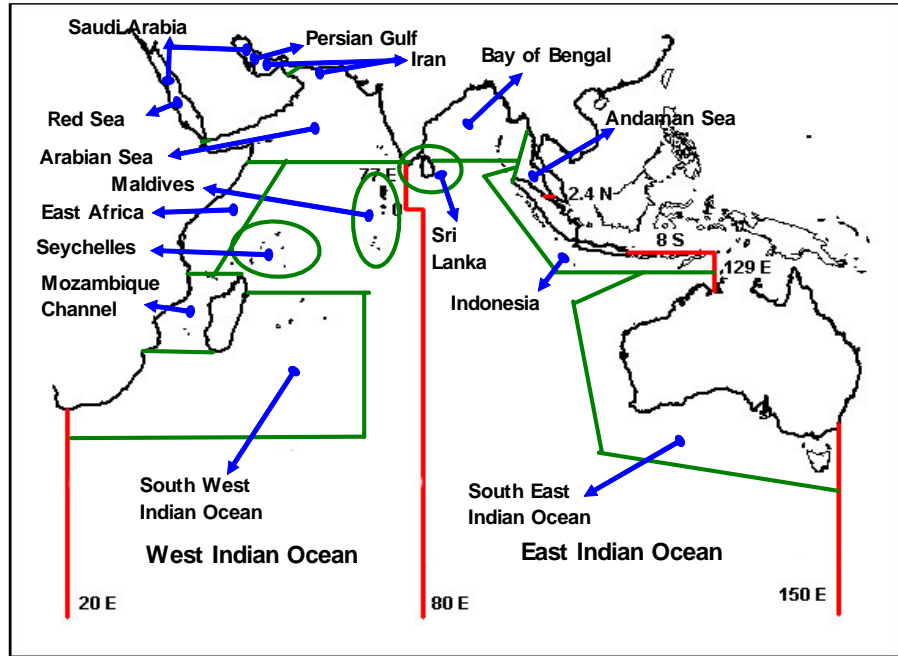 Saudi Arabia
Persian Gulf
Iran
Bay of Bengal
Red Sea
Andaman Sea
Arabian Sea
77 E
Maldives
2.4 N
East Africa
0
Seychelles
Sri
Lanka
8 S
129 E
Mozambique
Channel
Indonesia
South West
Indian Ocean
South East
Indian Ocean
West Indian Ocean
East Indian Ocean
20 E
80 E
150 E